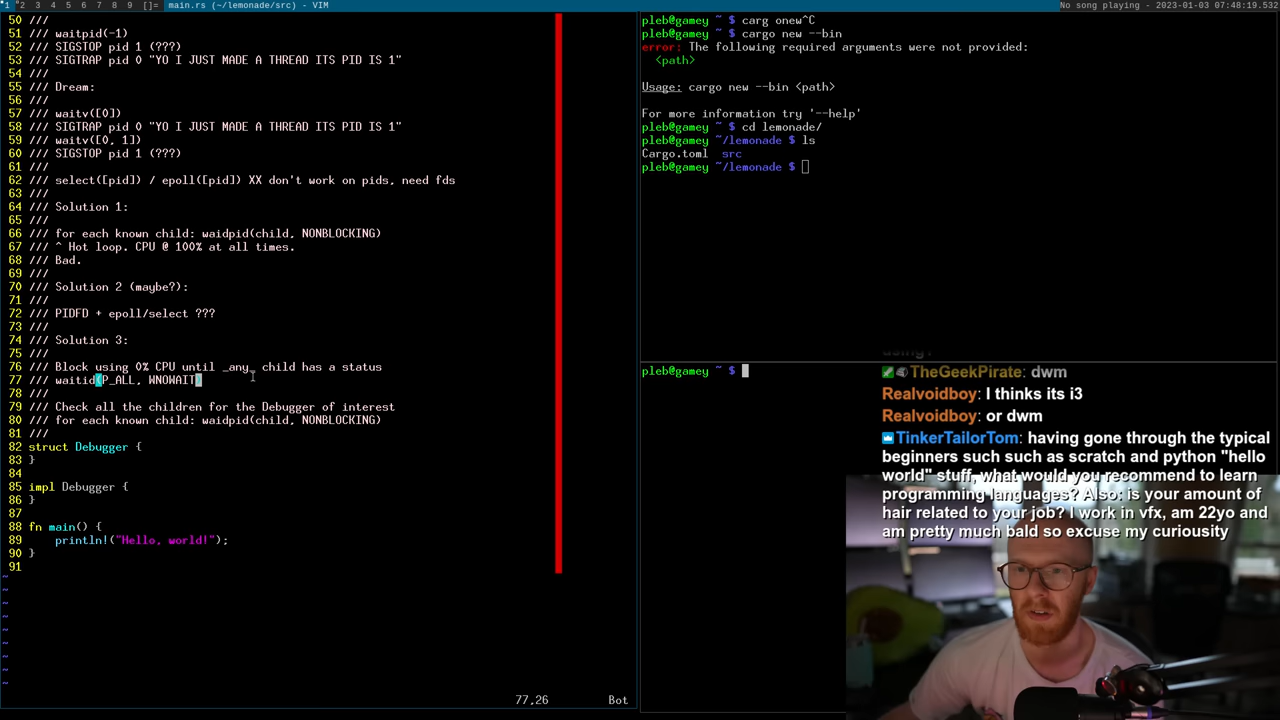 1 2 3 4 5 6 7 8 9 []= main.rs (~/lemonade/src) - VIM
No song playing - 2023-01-03 07:48:19.532
50 ///
51 /// waitpid(-1)
52 /// SIGSTOP pid 1 (???)
53 /// SIGTRAP pid 0 "YO I JUST MADE A THREAD ITS PID IS 1"
54 ///
55 /// Dream:
56 ///
57 /// waitv([0])
58 /// SIGTRAP pid 0 "YO I JUST MADE A THREAD ITS PID IS 1"
59 /// waitv([0, 1])
60 /// SIGSTOP pid 1 (???)
61 ///
62 /// select([pid]) / epoll([pid]) XX don't work on pids, need fds
63 ///
64 /// Solution 1:
65 ///
66 /// for each known child: waidpid(child, NONBLOCKING)
67 /// ^ Hot loop. CPU @ 100% at all times.
68 /// Bad.
69 ///
70 /// Solution 2 (maybe?):
71 ///
72 /// PIDFD + epoll/select ???
73 ///
74 /// Solution 3:
75 ///
76 /// Block using 0% CPU until _any_ child has a status
77 /// waitid(P_ALL, WNOWAIT)
78 ///
79 /// Check all the children for the Debugger of interest
80 /// for each known child: waidpid(child, NONBLOCKING)
81 ///
82 struct Debugger {
83 }
84
85 impl Debugger {
86 }
87
88 fn main() {
89     println!("Hello, world!");
90 }
91
~
~
~
~
~
~
~
~
~
77,26 Bot
pleb@gamey ~ $ carg onew^C
pleb@gamey ~ $ cargo new --bin
error: The following required arguments were not provided:
  <path>

Usage: cargo new --bin <path>

For more information try '--help'
pleb@gamey ~ $ cd lemonade/
pleb@gamey ~/lemonade $ ls
Cargo.toml  src
pleb@gamey ~/lemonade $
pleb@gamey ~ $
TheGeekPirate: dwm
Realvoidboy: I thinks its i3
Realvoidboy: or dwm
TinkerTailorTom: having gone through the typical
beginners such such as scratch and python "hello
world" stuff, what would you recommend to learn
programming languages? Also: is your amount of
hair related to your job? I work in vfx, am 22yo and
am pretty much bald so excuse my curiousity